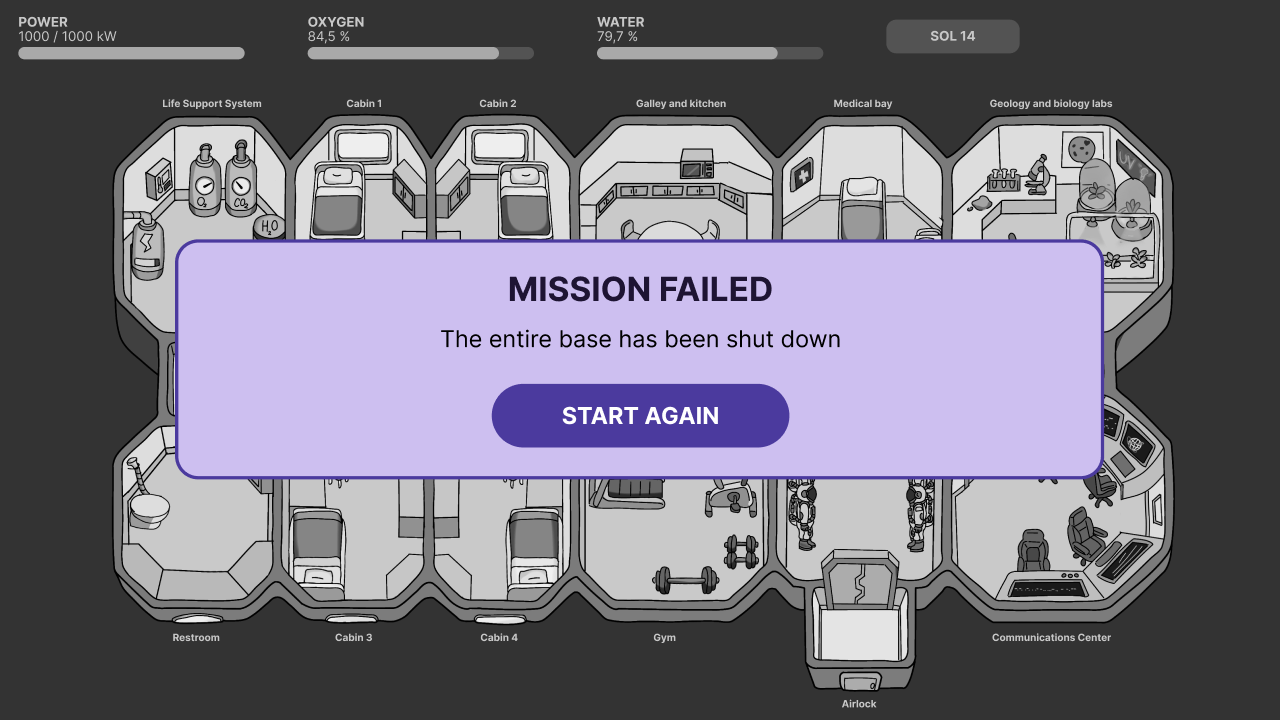 POWER
1000 / 1000 kW
OXYGEN
84,5 %
WATER
79,7 %
SOL 14
Life Support System
Cabin 1
Cabin 2
Galley and kitchen
Medical bay
Geology and biology labs
O₂
CO₂
H₂O
UV
MISSION FAILED
The entire base has been shut down
START AGAIN
Restroom
Cabin 3
Cabin 4
Gym
Communications Center
Airlock